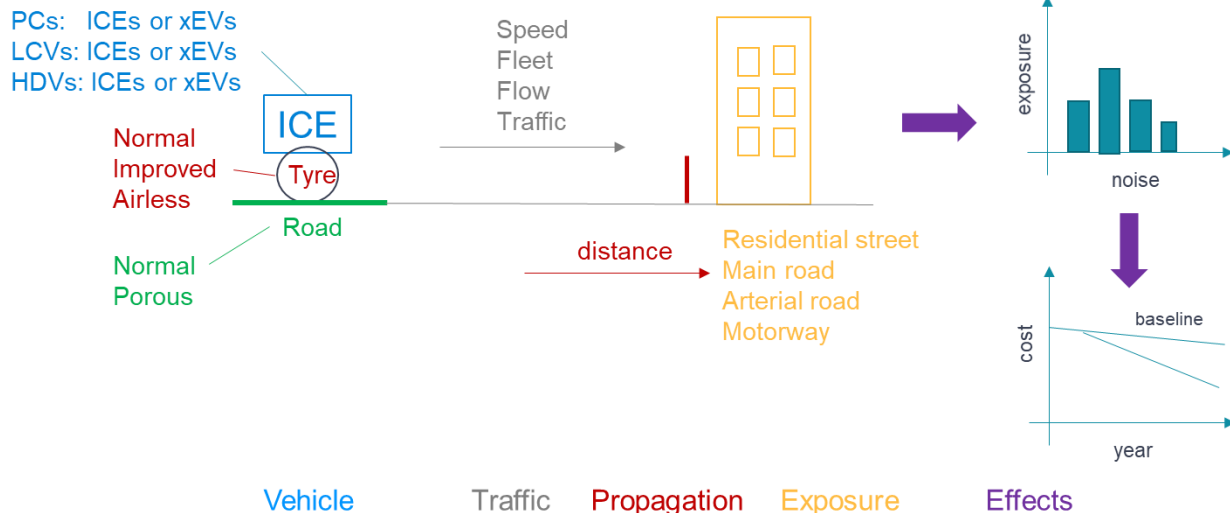 PCs: ICEs or xEVs
LCVs: ICEs or xEVs
HDVs: ICEs or xEVs
ICE
Normal
Improved
Airless
Tyre
Road
Normal
Porous
Speed
Fleet
Flow
Traffic
distance
Residential street
Main road
Arterial road
Motorway
exposure
noise
cost
baseline
year
Vehicle
Traffic
Propagation
Exposure
Effects